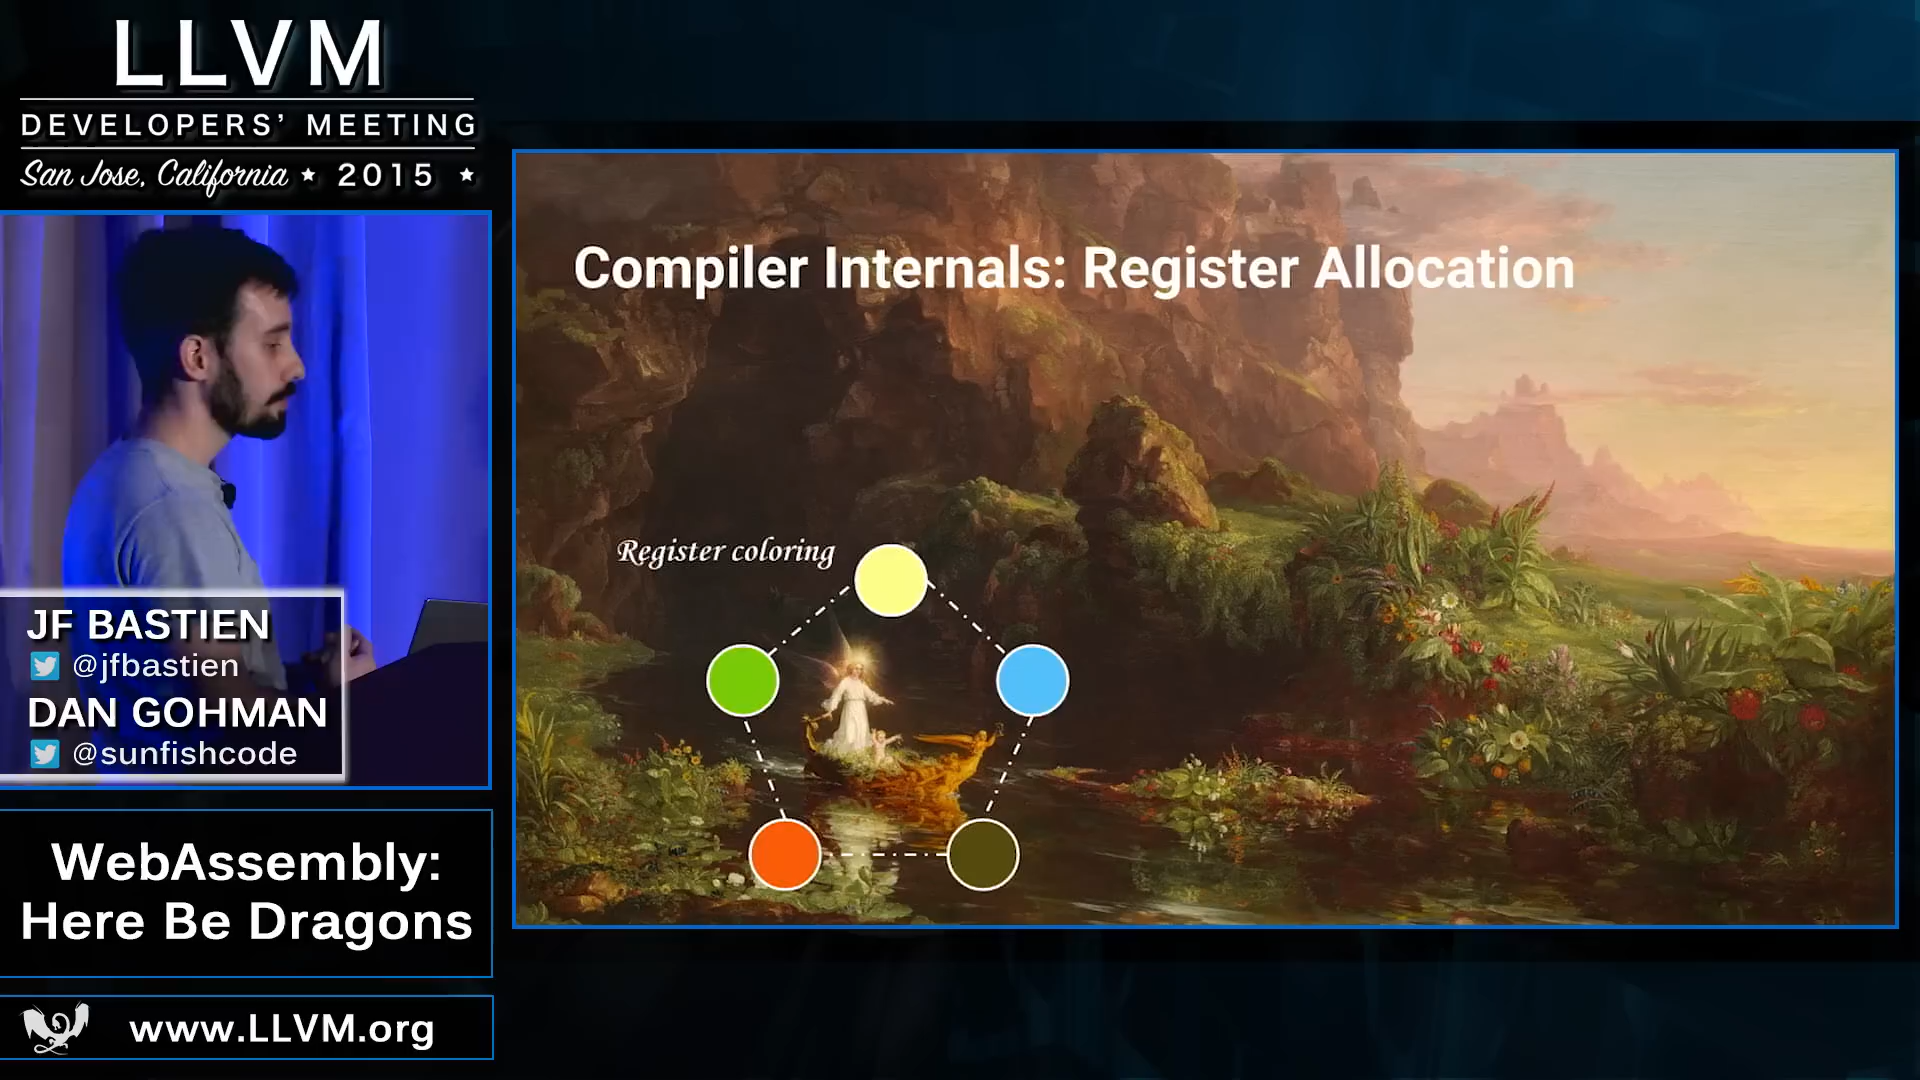 LLVM
DEVELOPERS' MEETING
San Jose, California ★ 2015 ★
JF BASTIEN
@jfbastien
DAN GOHMAN
@sunfishcode
WebAssembly:
Here Be Dragons
www.LLVM.org
Compiler Internals: Register Allocation
Register coloring